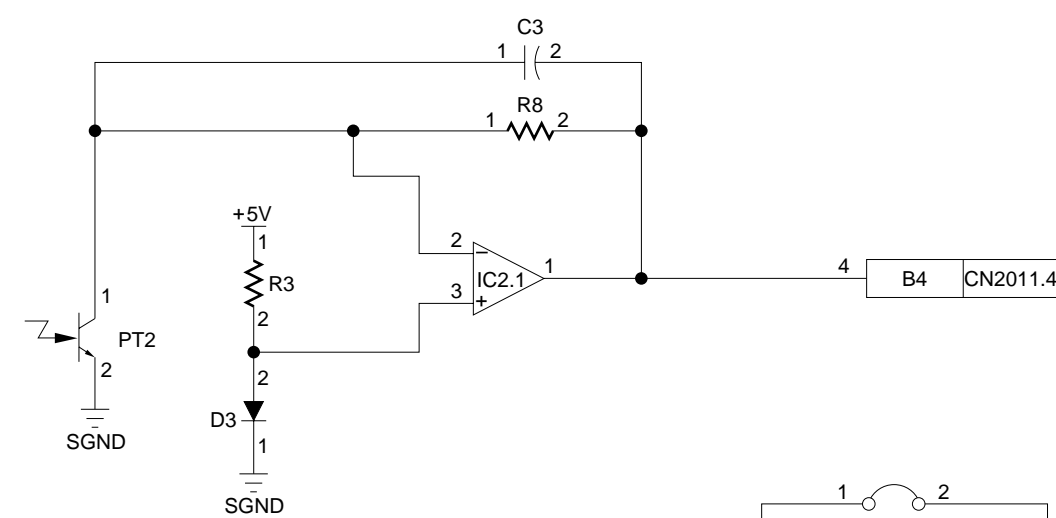 C3
1 2
R8
1 2
+5V
1
R3
2
2 −
IC2.1
3 +
1
4 B4 CN2011.4
1
PT2
2
SGND
2
D3
1
SGND
1 2